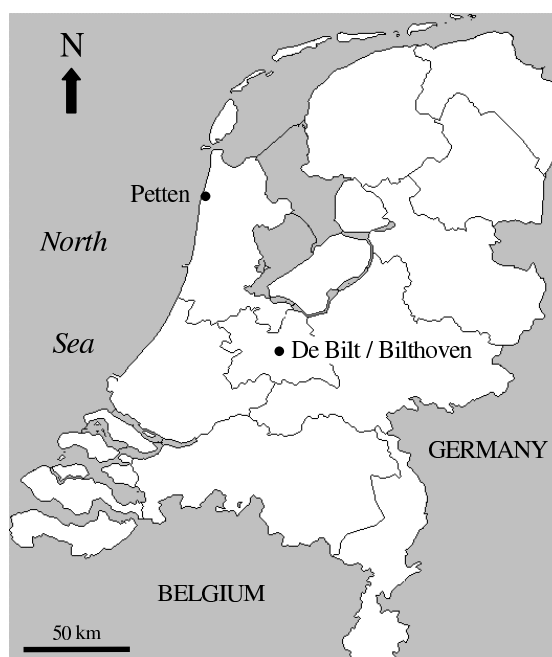 N
Petten
North
Sea
De Bilt / Bilthoven
GERMANY
BELGIUM
50 km